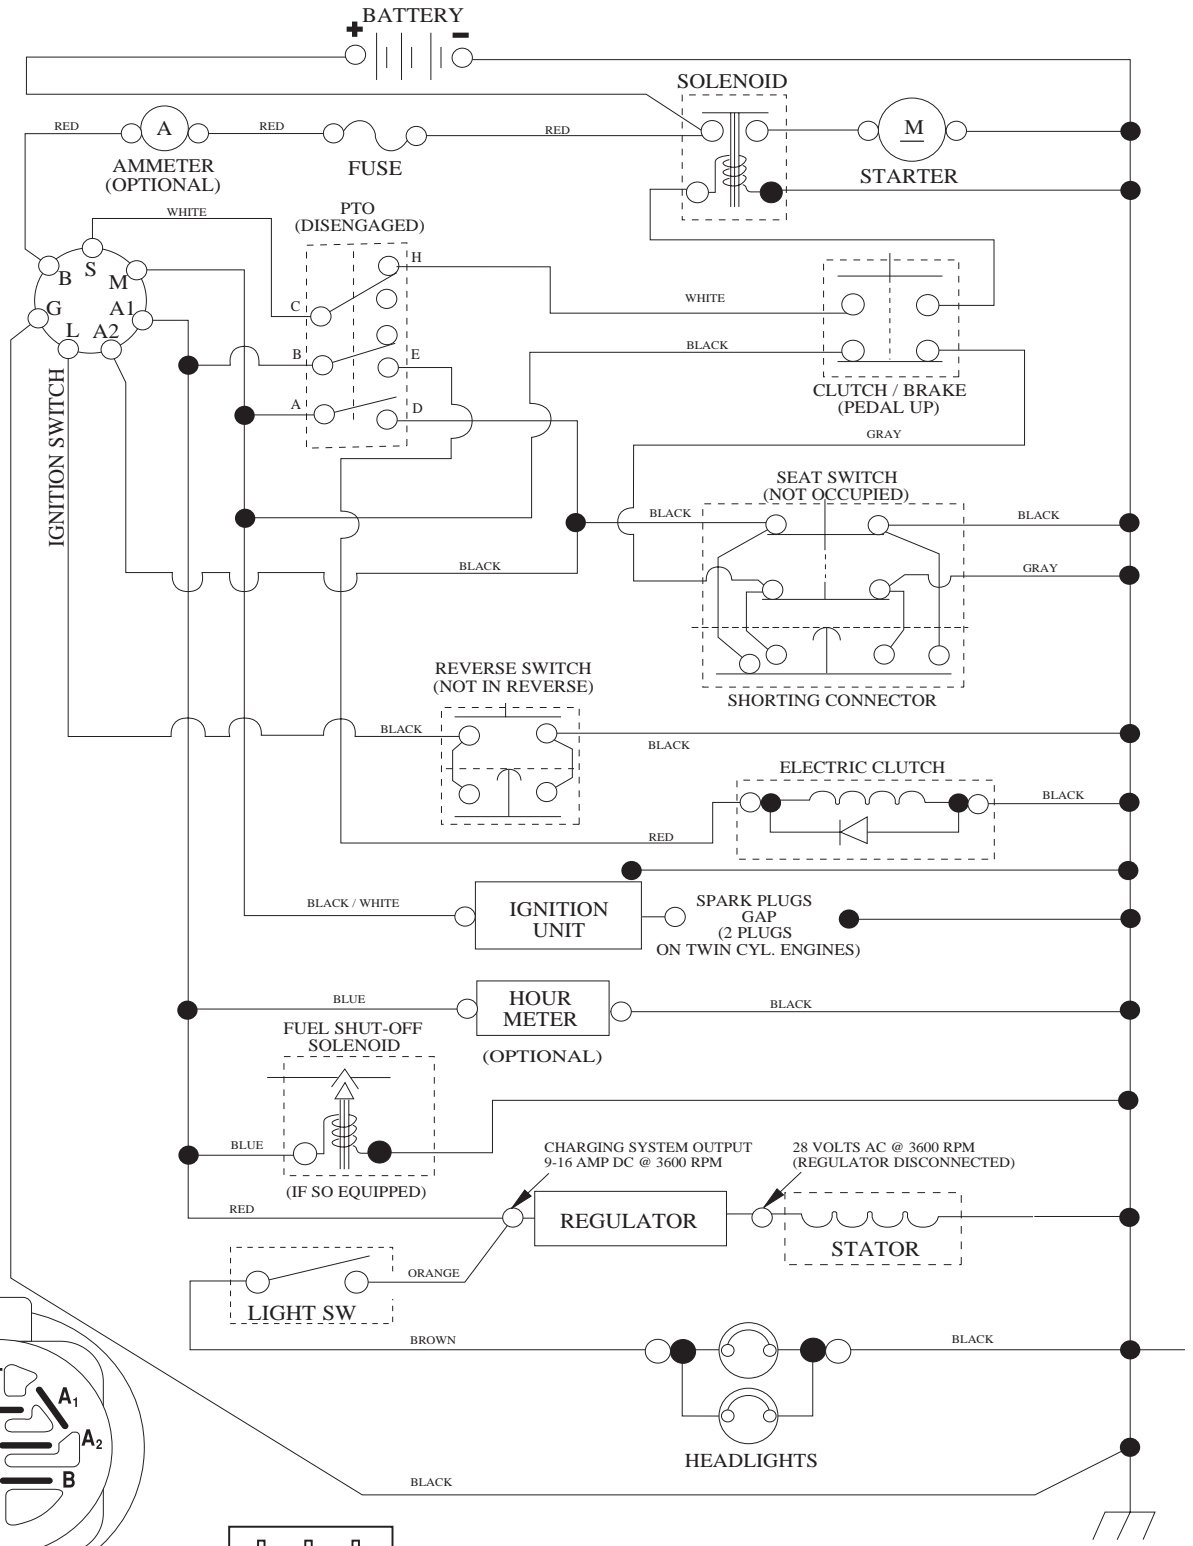 BATTERY
+
–
SOLENOID
RED
A
RED
RED
M
AMMETER
(OPTIONAL)
FUSE
STARTER
WHITE
PTO
(DISENGAGED)
H
B
S
M
G
A1
L
A2
C
WHITE
B
E
BLACK
A
D
CLUTCH / BRAKE
(PEDAL UP)
GRAY
IGNITION SWITCH
SEAT SWITCH
(NOT OCCUPIED)
BLACK
BLACK
BLACK
GRAY
REVERSE SWITCH
(NOT IN REVERSE)
SHORTING CONNECTOR
BLACK
BLACK
ELECTRIC CLUTCH
BLACK
RED
BLACK / WHITE
IGNITION
UNIT
SPARK PLUGS
GAP
(2 PLUGS
ON TWIN CYL. ENGINES)
BLUE
HOUR
METER
BLACK
(OPTIONAL)
FUEL SHUT-OFF
SOLENOID
BLUE
(IF SO EQUIPPED)
CHARGING SYSTEM OUTPUT
9-16 AMP DC @ 3600 RPM
28 VOLTS AC @ 3600 RPM
(REGULATOR DISCONNECTED)
RED
REGULATOR
STATOR
ORANGE
LIGHT SW
BROWN
BLACK
HEADLIGHTS
A1
A2
B
BLACK